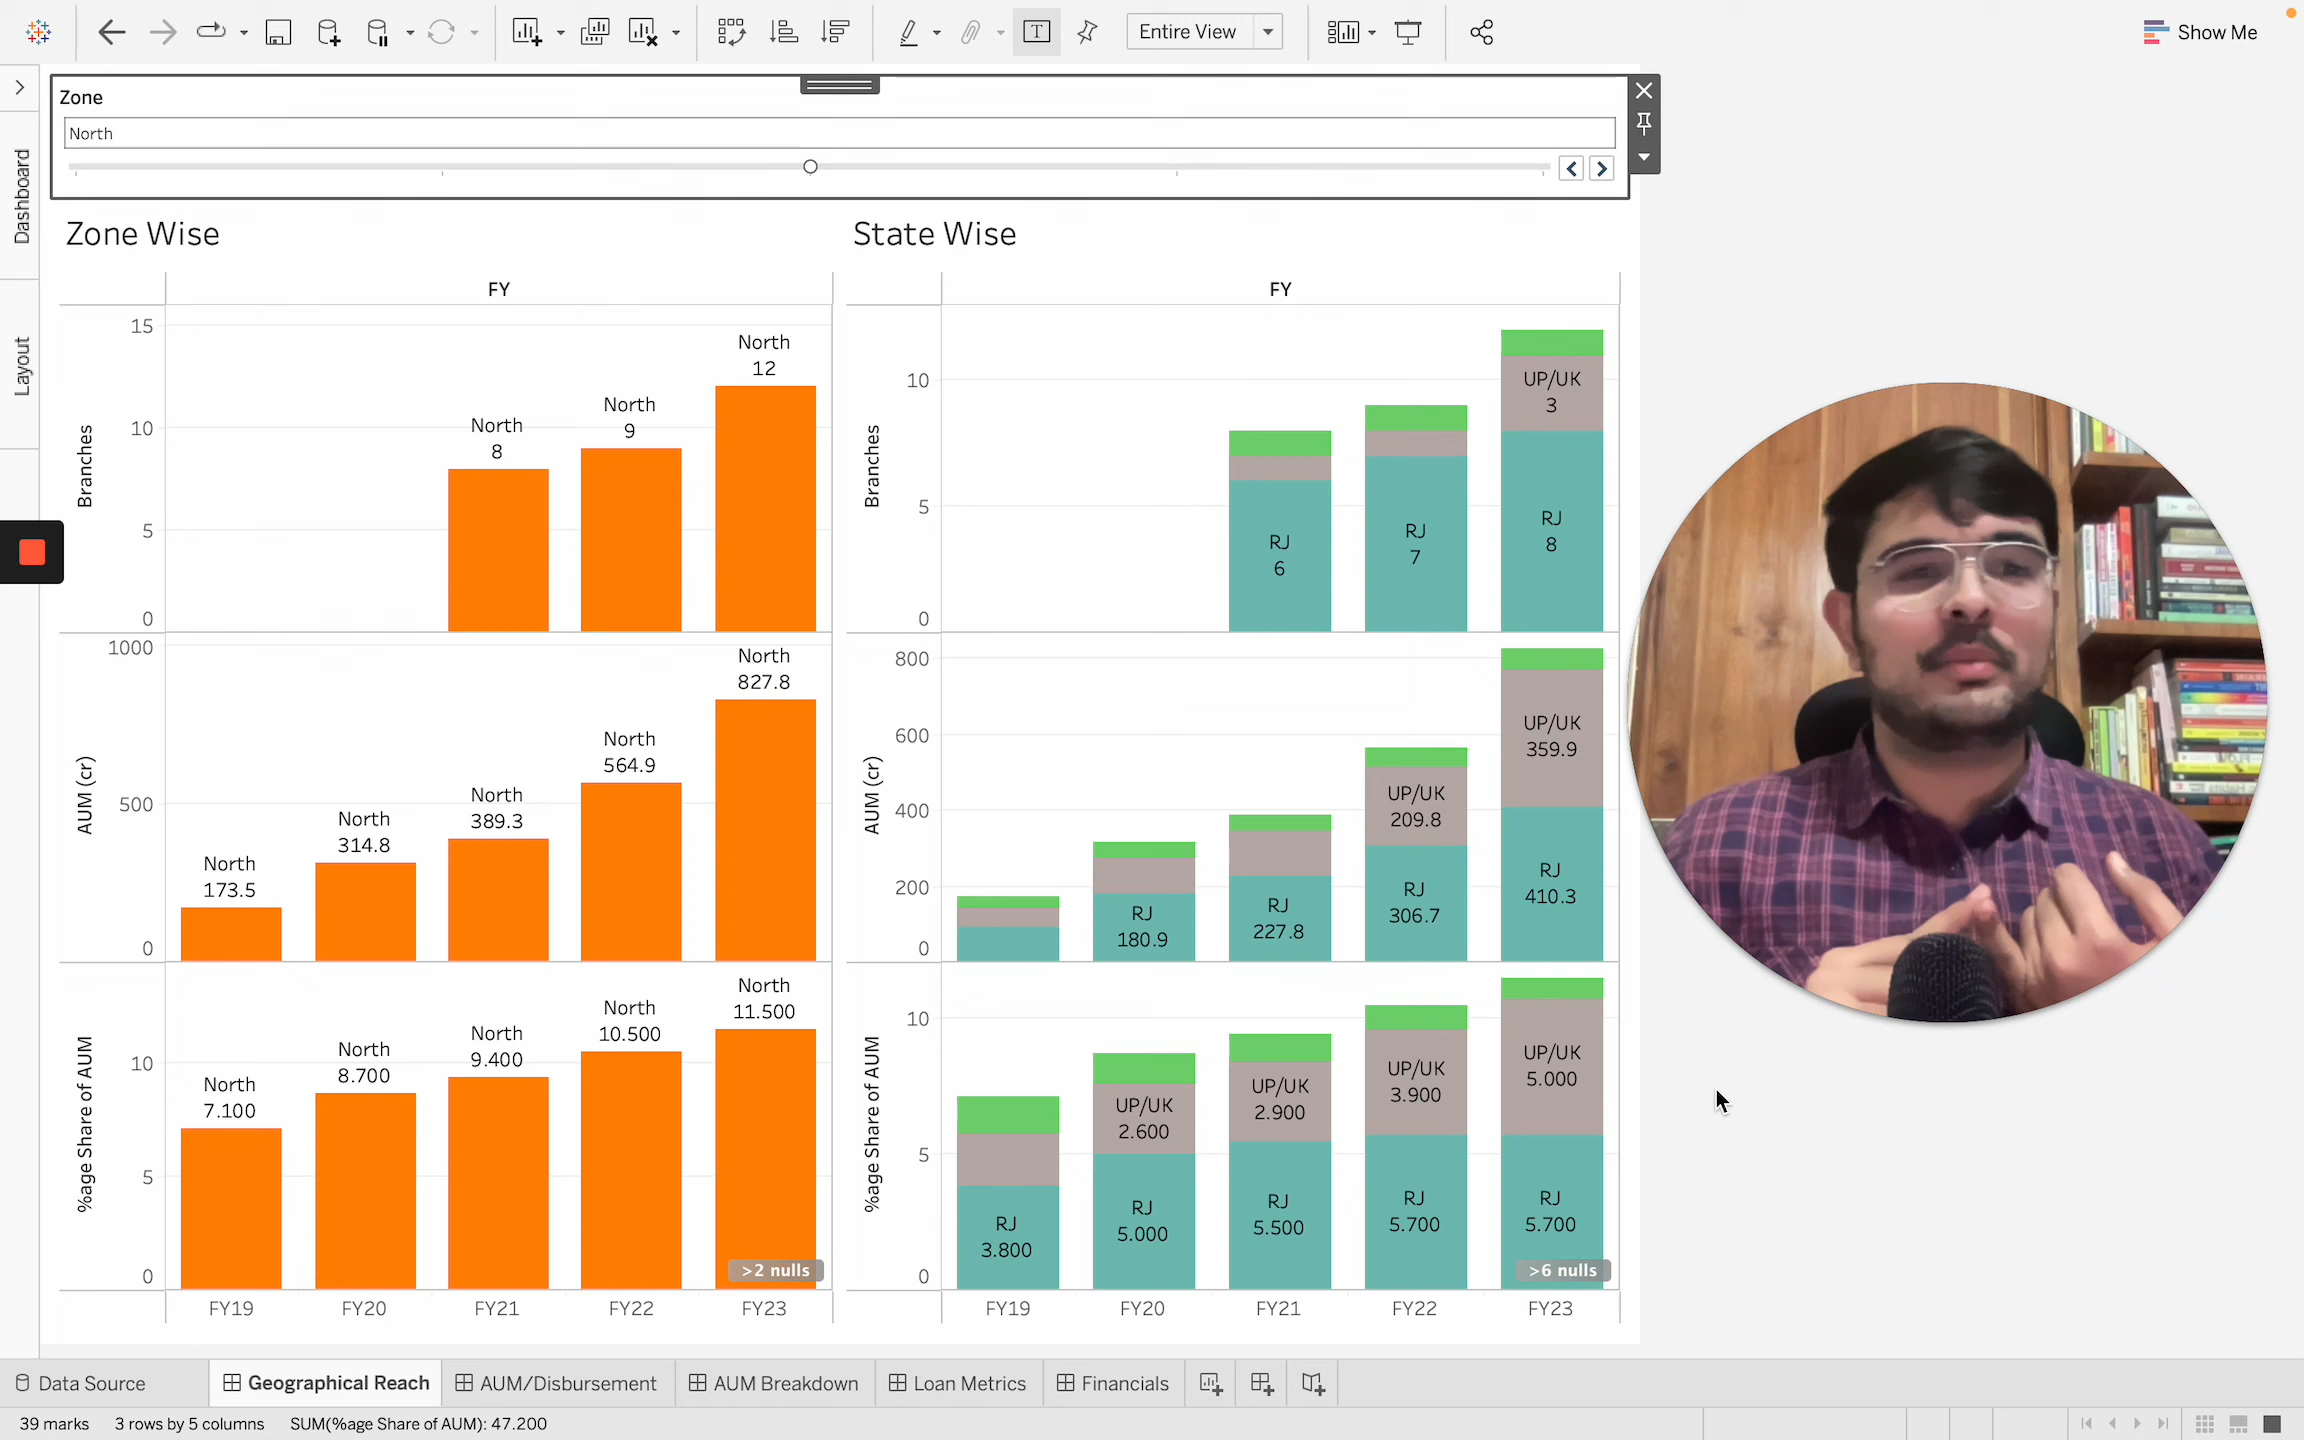 Entire View
Show Me
Dashboard
Layout
Zone
North
Zone Wise
State Wise
FY
FY
Branches
15
10
5
0
North
8
North
9
North
12
Branches
10
5
0
RJ
6
RJ
7
UP/UK
3
RJ
8
AUM (cr)
1000
500
0
North
173.5
North
314.8
North
389.3
North
564.9
North
827.8
AUM (cr)
800
600
400
200
0
RJ
180.9
RJ
227.8
UP/UK
209.8
RJ
306.7
UP/UK
359.9
RJ
410.3
%age Share of AUM
10
5
0
North
7.100
North
8.700
North
9.400
North
10.500
North
11.500
>2 nulls
%age Share of AUM
10
5
0
RJ
3.800
UP/UK
2.600
RJ
5.000
UP/UK
2.900
RJ
5.500
UP/UK
3.900
RJ
5.700
UP/UK
5.000
RJ
5.700
>6 nulls
FY19 FY20 FY21 FY22 FY23
FY19 FY20 FY21 FY22 FY23
Data Source Geographical Reach AUM/Disbursement AUM Breakdown Loan Metrics Financials
39 marks 3 rows by 5 columns SUM(%age Share of AUM): 47.200